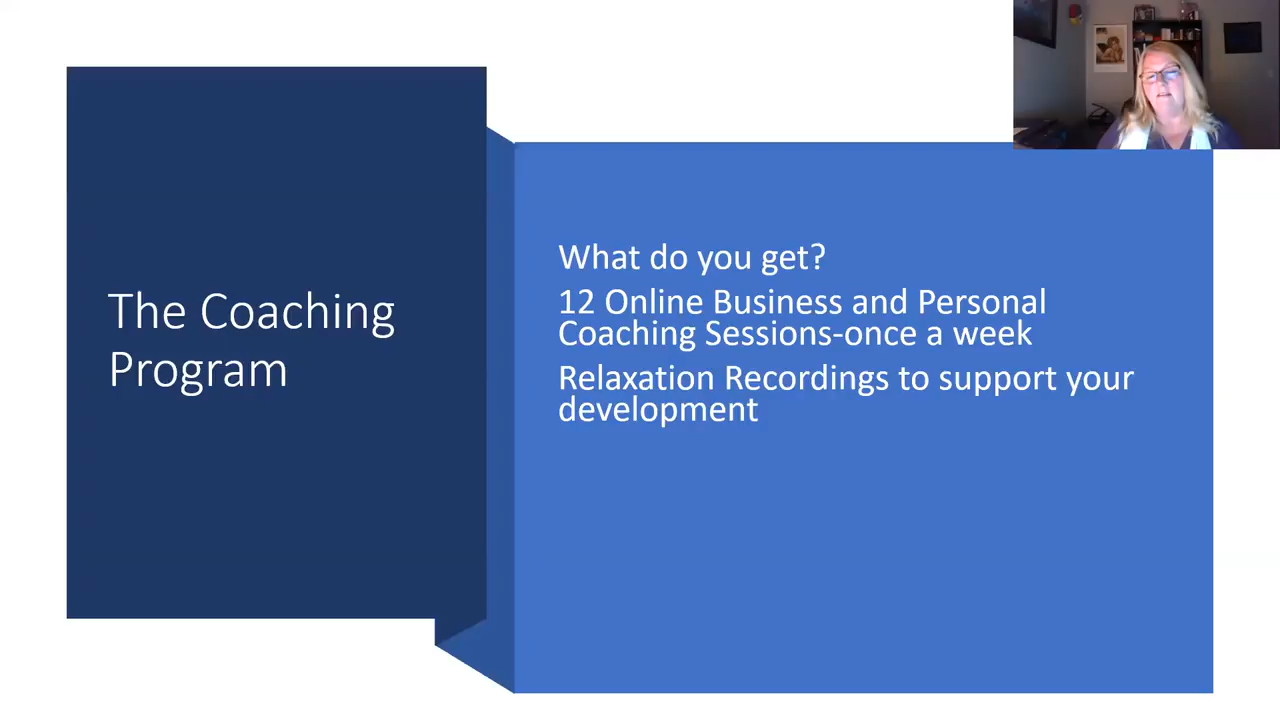 The Coaching
Program
What do you get?
12 Online Business and Personal
Coaching Sessions-once a week
Relaxation Recordings to support your
development